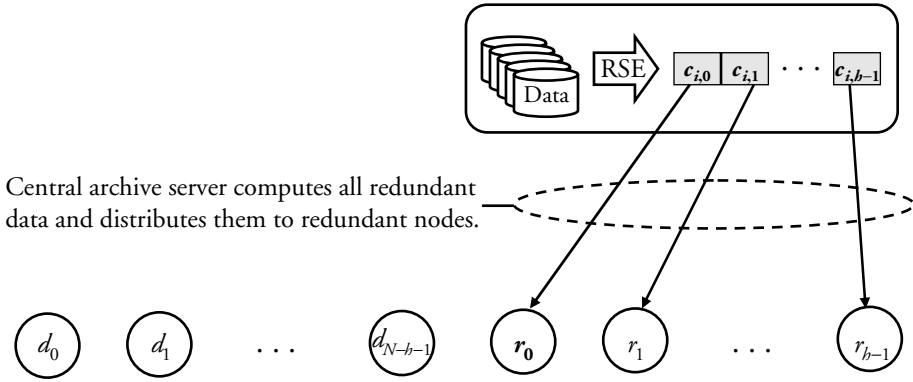 Data
RSE
c_{i,0} c_{i,1} · · · c_{i,h−1}
Central archive server computes all redundant
data and distributes them to redundant nodes.
d_0 d_1 . . . d_{N−h−1} r_0 r_1 . . . r_{h−1}